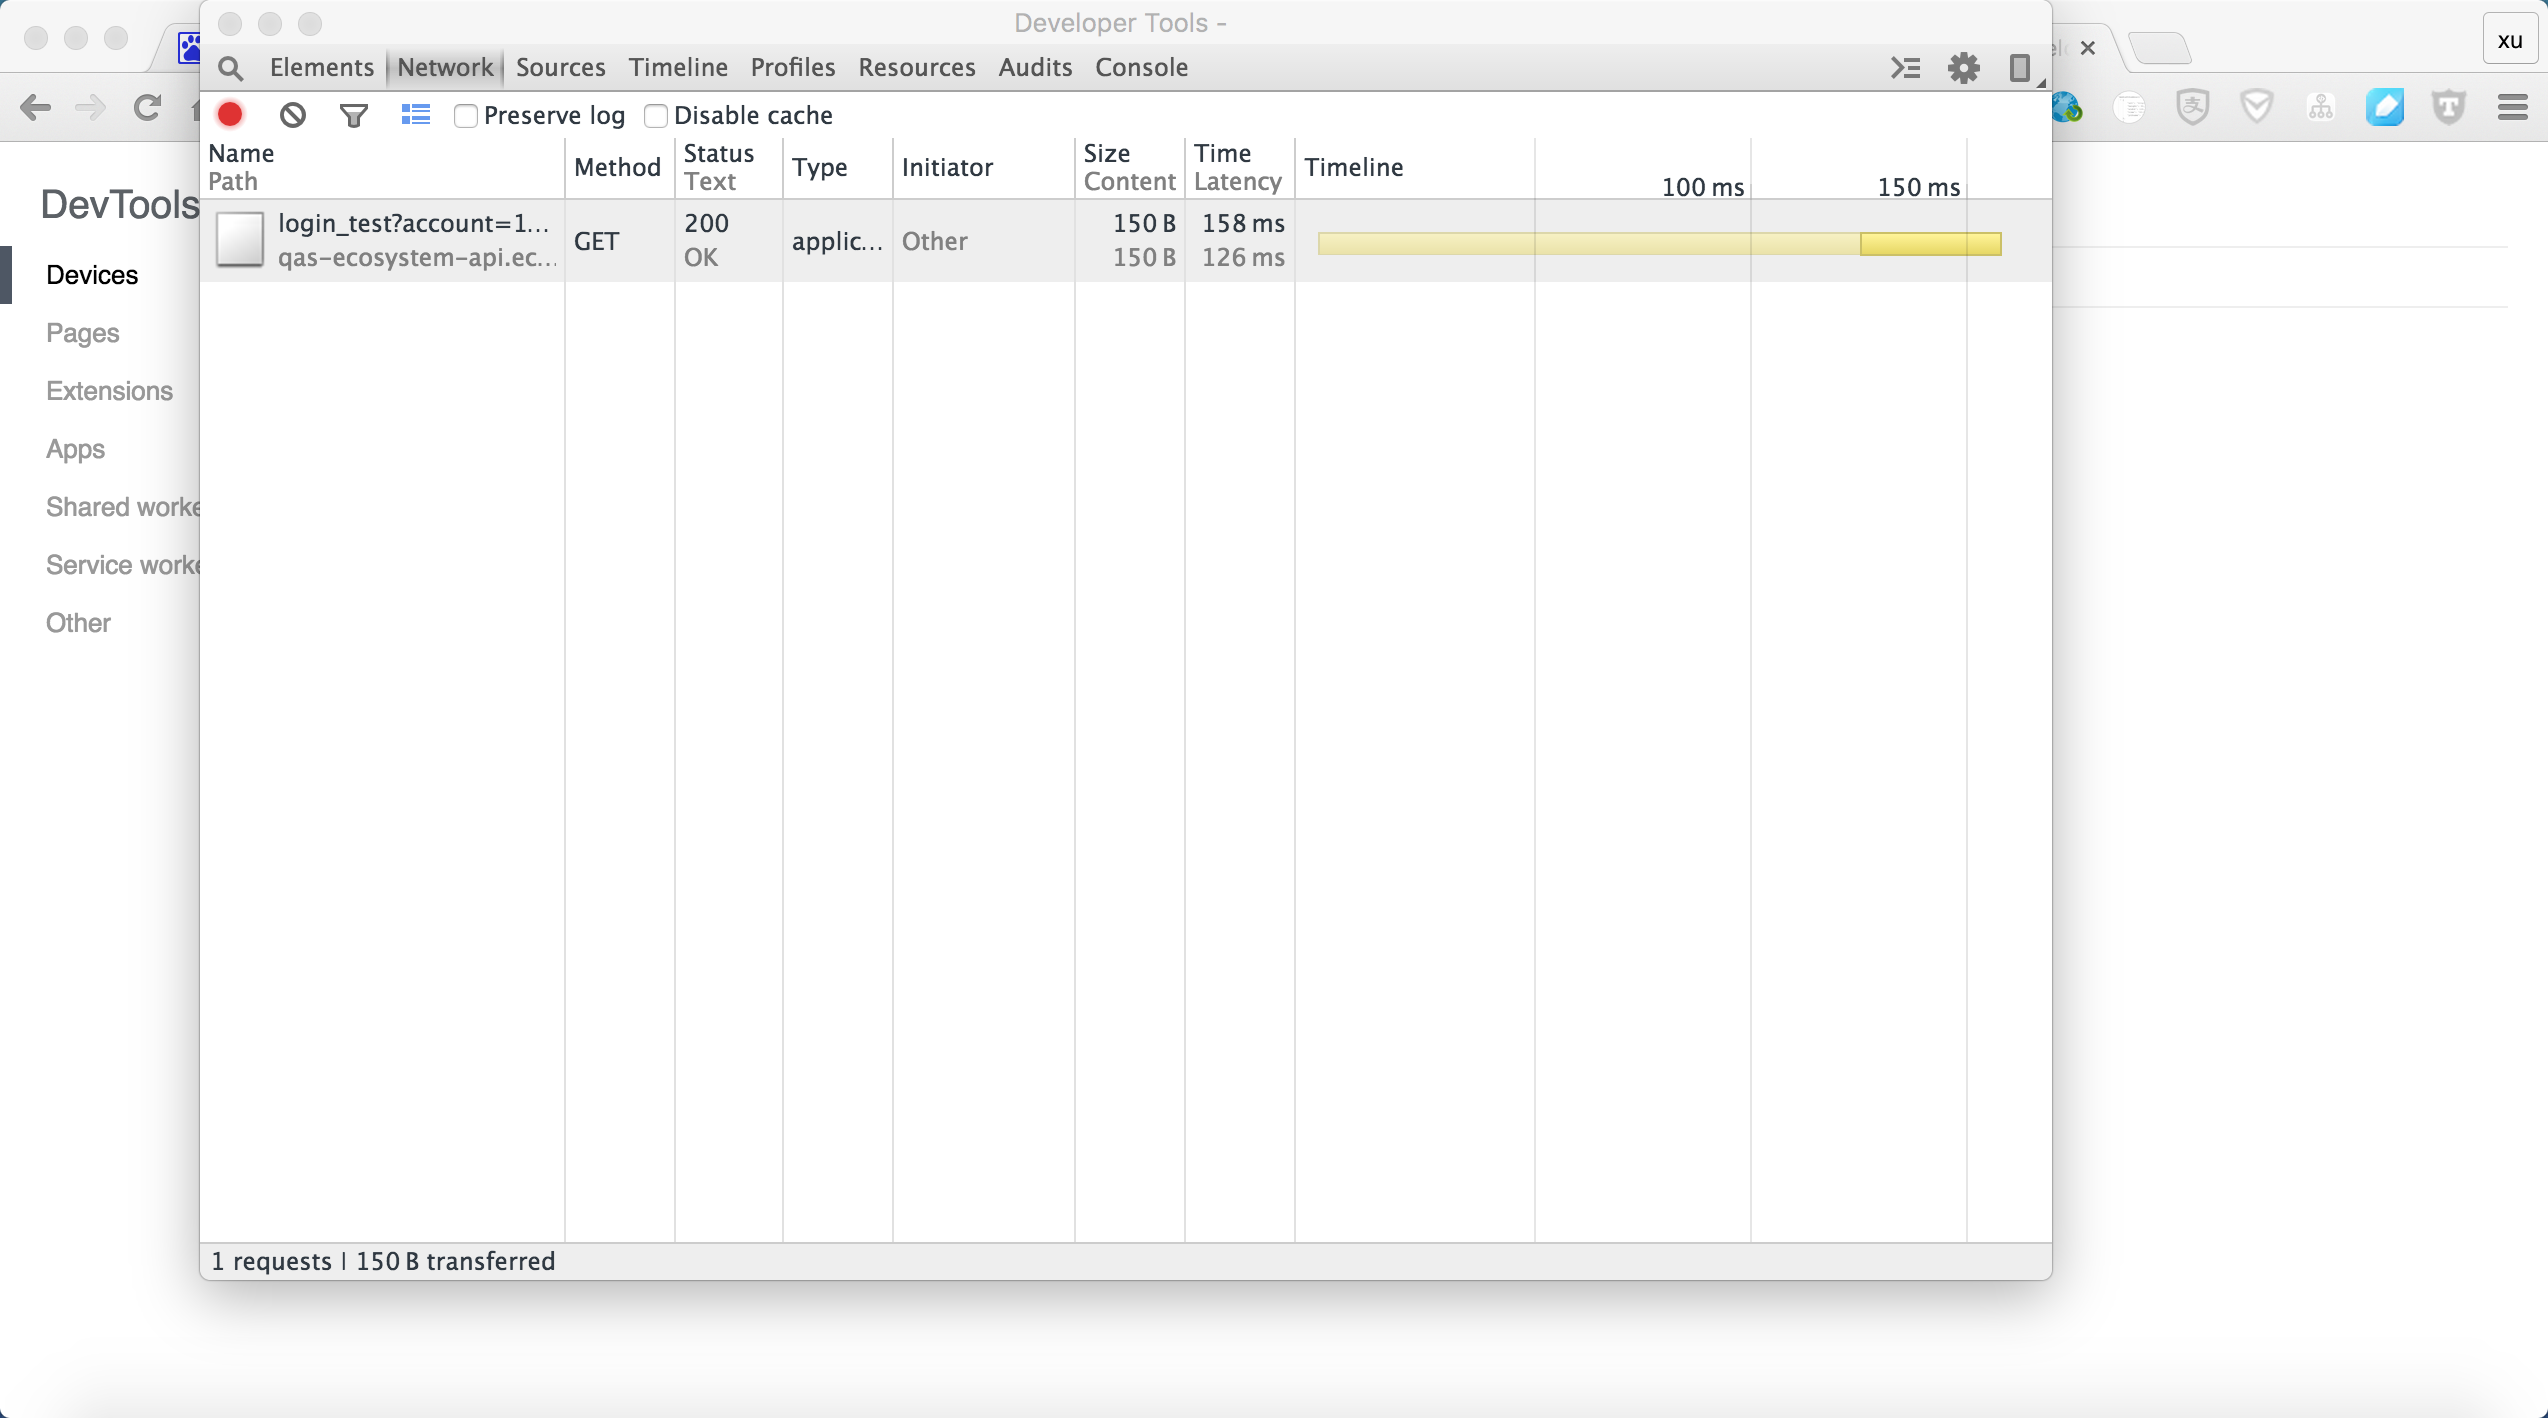 Developer Tools -
xu
Elements Network Sources Timeline Profiles Resources Audits Console
Preserve log Disable cache
Name Path Method Status Text Type Initiator Size Content Time Latency Timeline 100 ms 150 ms
login_test?account=1... GET 200 applic... Other 150 B 158 ms
qas-ecosystem-api.ec... OK 150 B 126 ms
DevTools
Devices
Pages
Extensions
Apps
Shared worke
Service worke
Other
1 requests | 150 B transferred